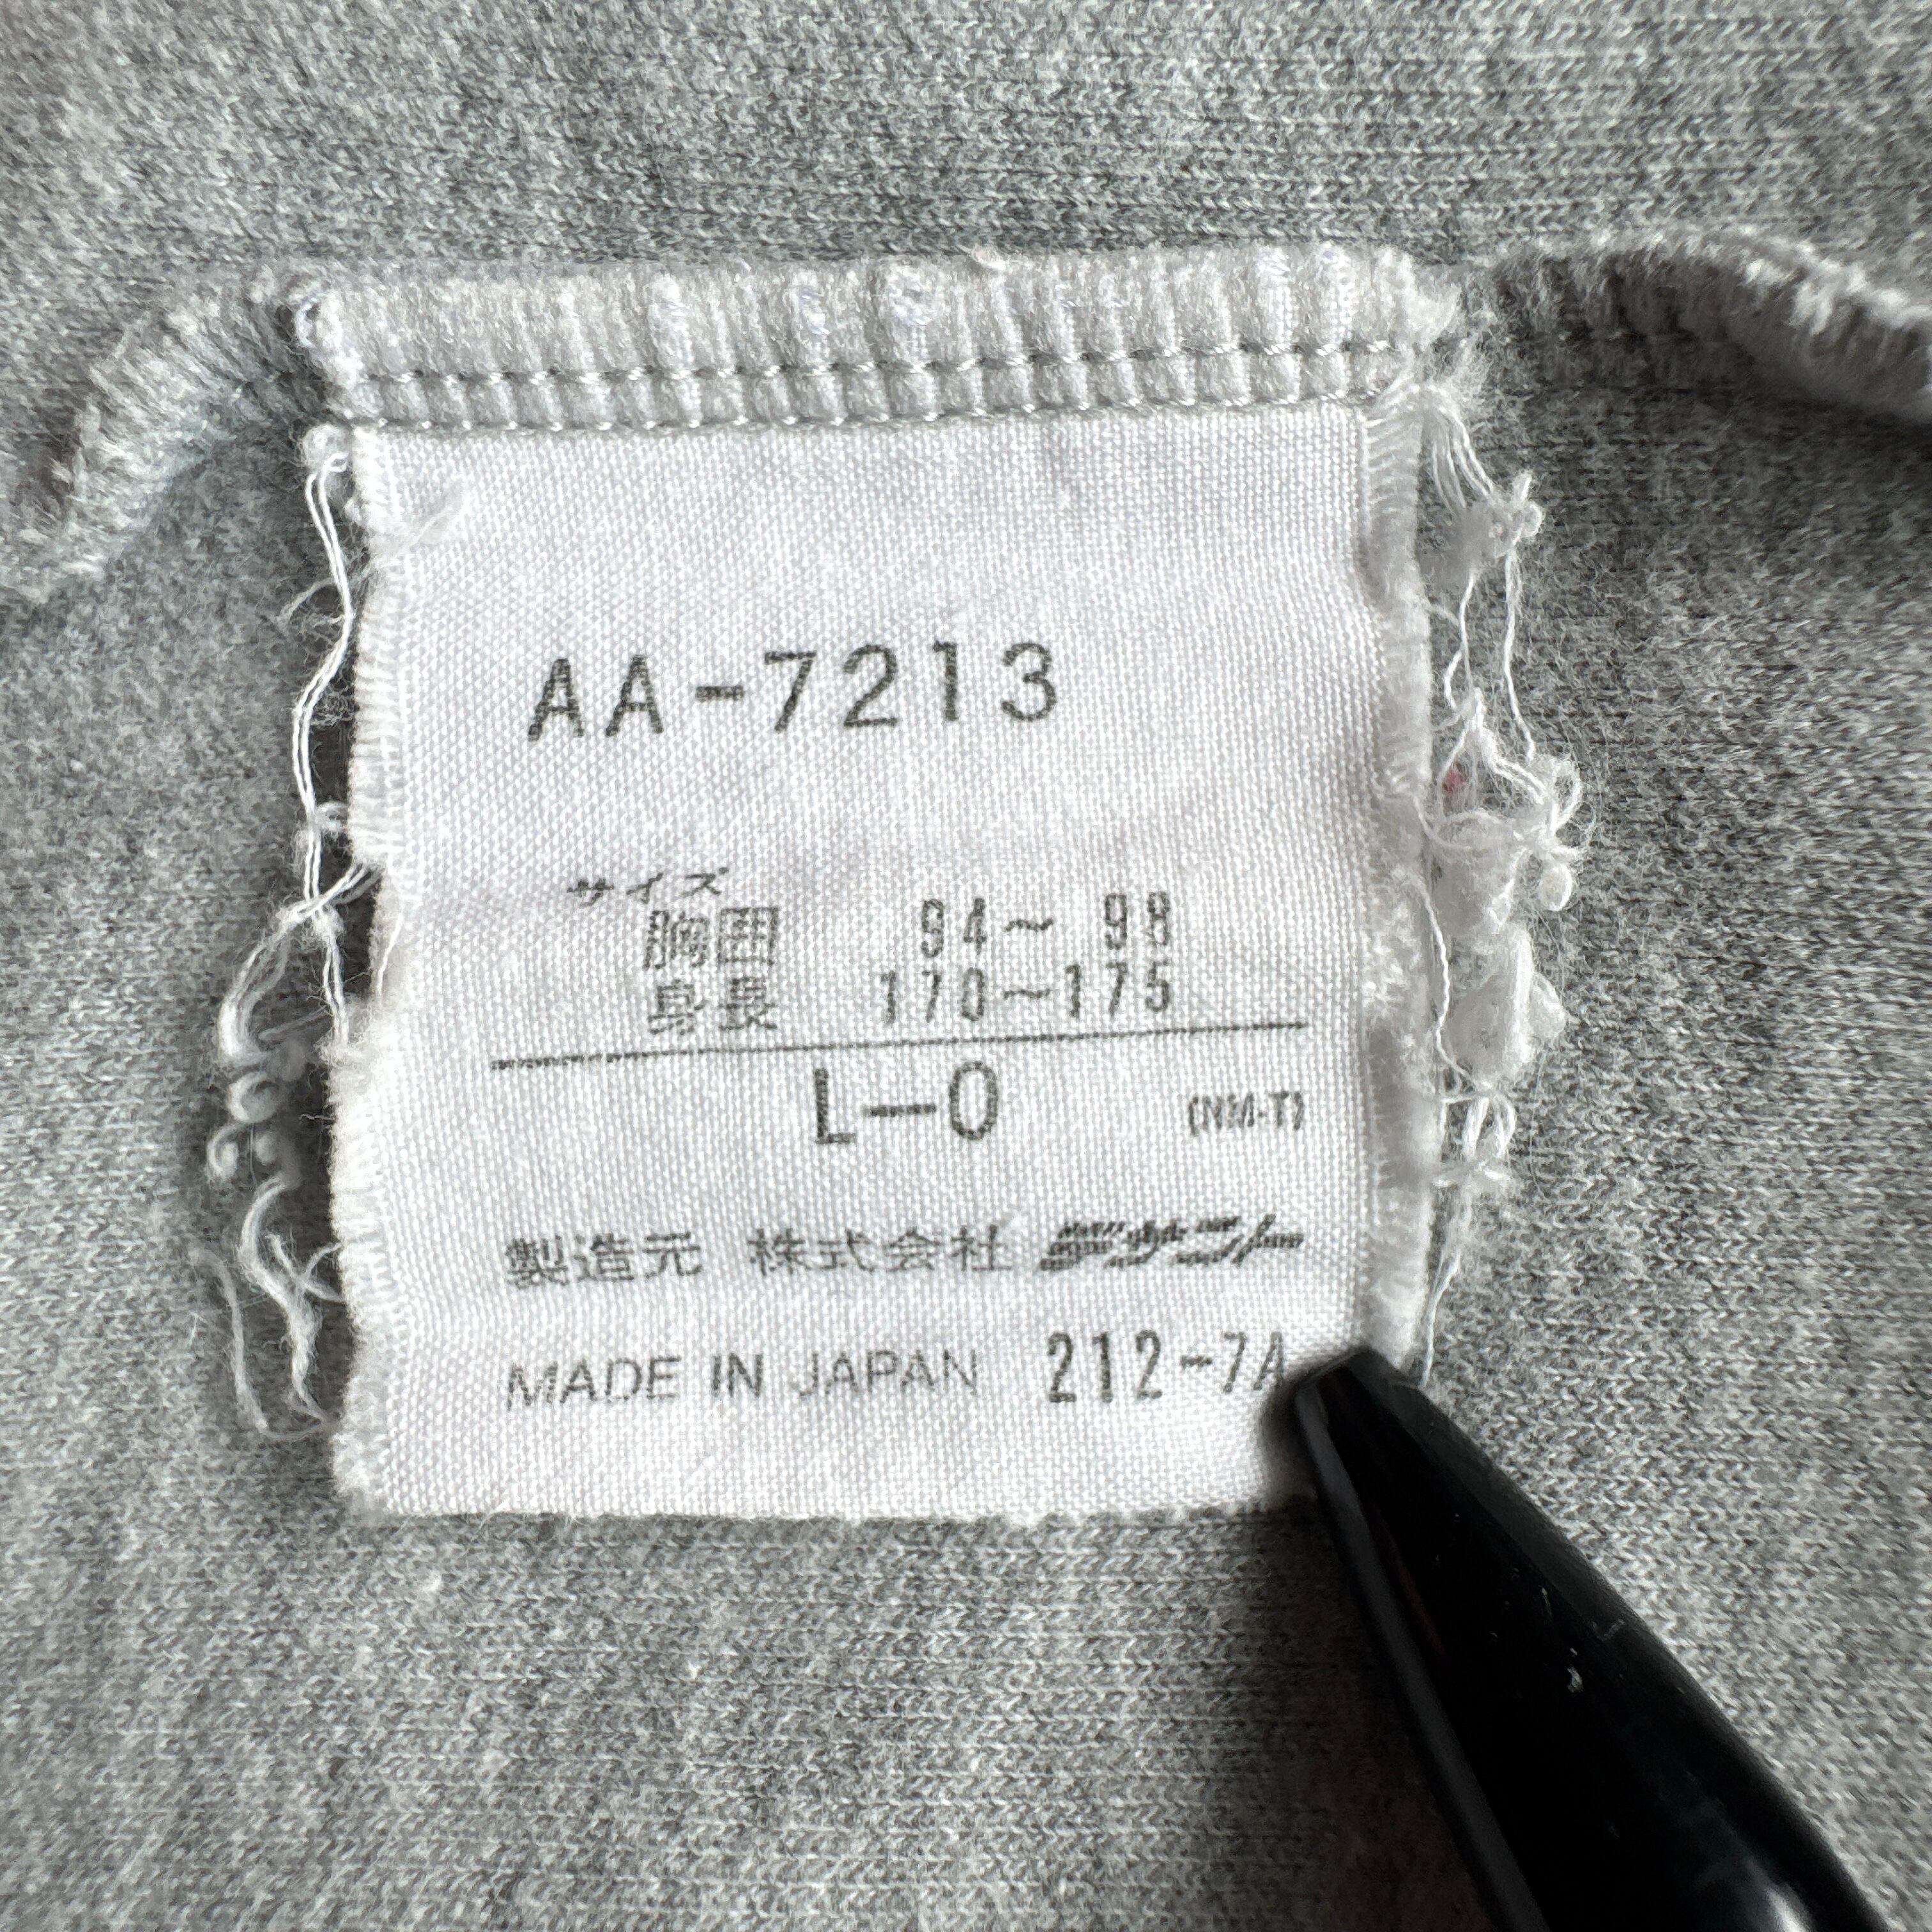 AA-7213
サイズ
胸囲 94～98
身長 170～175
L-O (NM-T)
製造元 株式会社 デサント
MADE IN JAPAN 212-7A